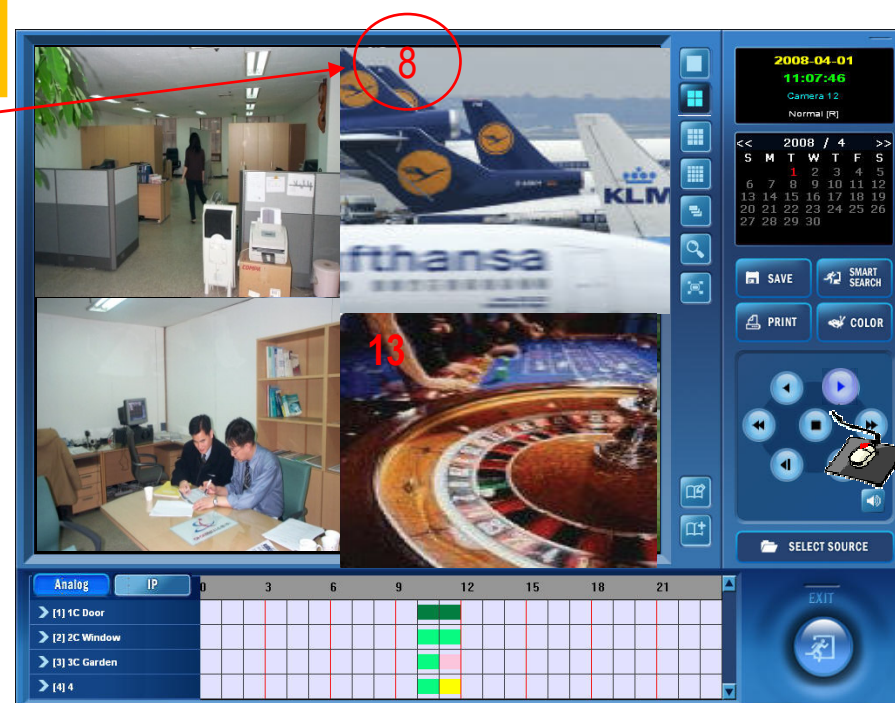 8
KLM
fthansa
13
2008-04-01
11:07:46
Camera 12
Normal [R]
<< 2008 / 4 >>
S M T W T F S
1 2 3 4 5
6 7 8 9 10 11 12
13 14 15 16 17 18 19
20 21 22 23 24 25 26
27 28 29 30
SAVE
SMART SEARCH
PRINT
COLOR
SELECT SOURCE
Analog IP
0 3 6 9 12 15 18 21
[1] 1C Door
[2] 2C Window
[3] 3C Garden
[4] 4
EXIT